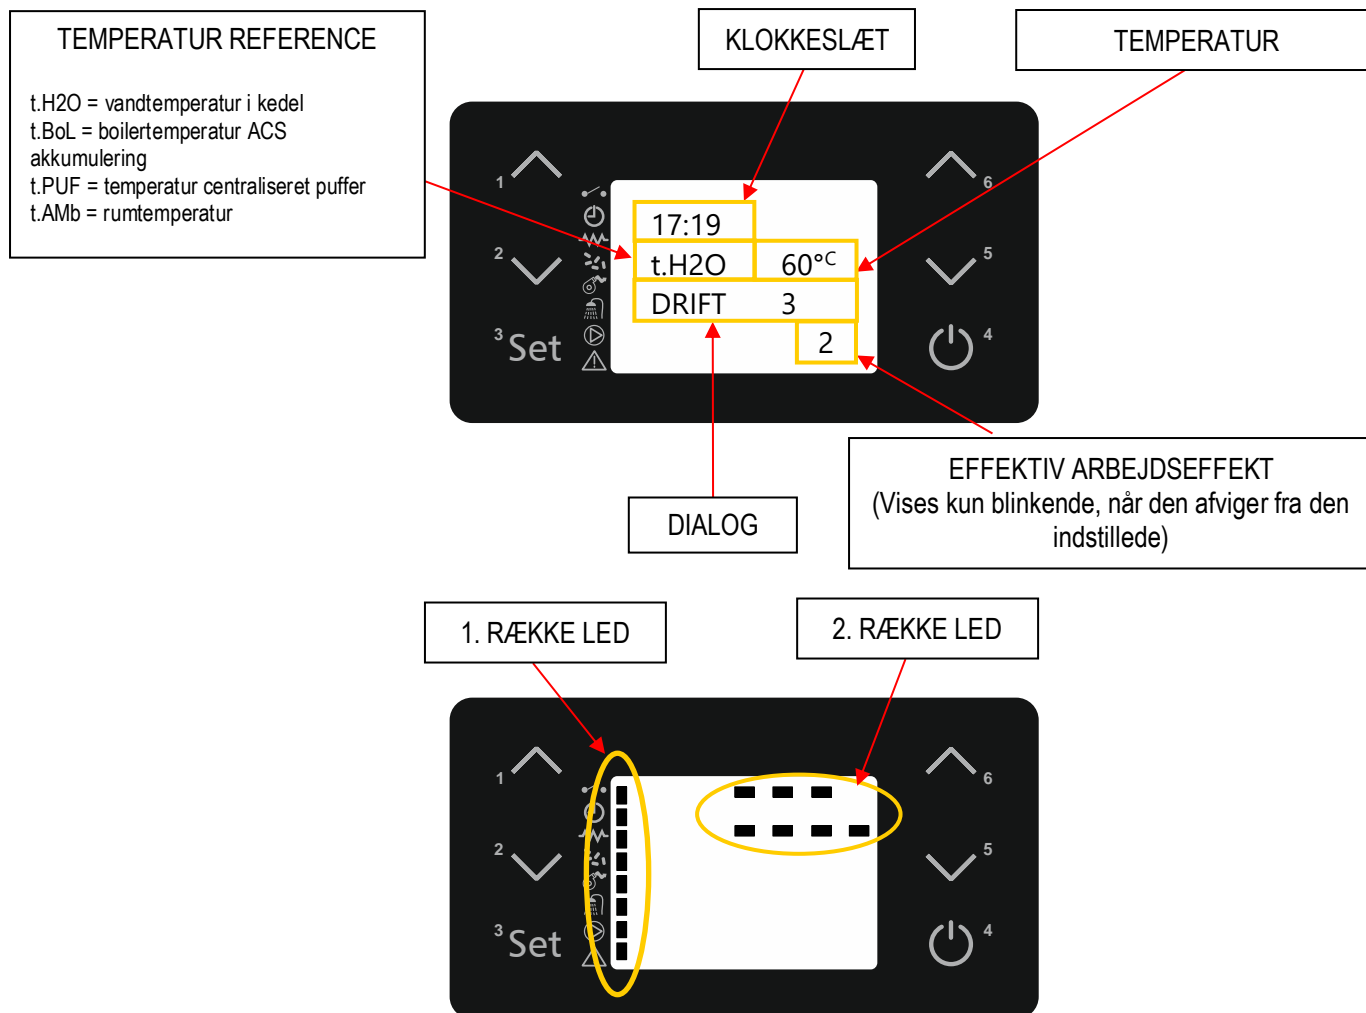 TEMPERATUR REFERENCE
t.H2O = vandtemperatur i kedel
t.BoL = boilertemperatur ACS
akkumulering
t.PUF = temperatur centraliseret puffer
t.AMb = rumtemperatur
KLOKKESLÆT
TEMPERATUR
1
2
3 Set
17:19
t.H2O 60°C
DRIFT 3
2
6
5
4
DIALOG
EFFEKTIV ARBEJDSEFFEKT
(Vises kun blinkende, når den afviger fra den
indstillede)
1. RÆKKE LED
2. RÆKKE LED
1
2
3 Set
6
5
4